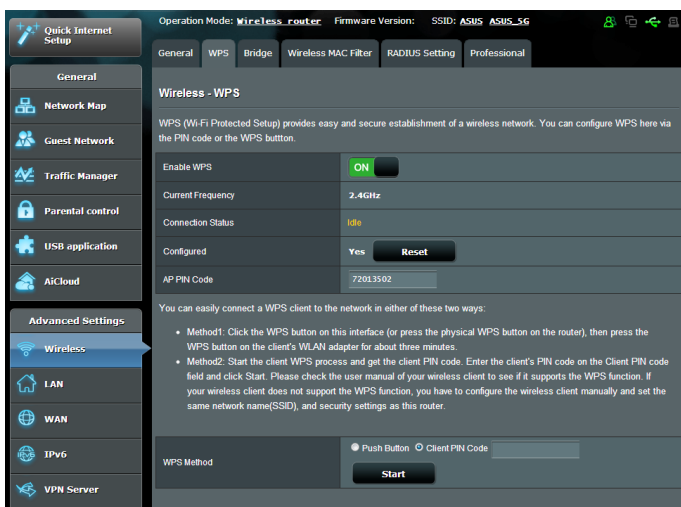 Quick Internet
Setup
Operation Mode: Wireless router Firmware Version: SSID: ASUS ASUS_5G
General WPS Bridge Wireless MAC Filter RADIUS Setting Professional
General
Network Map
Guest Network
Traffic Manager
Parental control
USB application
AiCloud
Advanced Settings
Wireless
LAN
WAN
IPv6
VPN Server
Wireless - WPS
WPS (Wi-Fi Protected Setup) provides easy and secure establishment of a wireless network. You can configure WPS here via
the PIN code or the WPS buttton.
Enable WPS ON
Current Frequency 2.4GHz
Connection Status Idle
Configured Yes Reset
AP PIN Code 72013502
You can easily connect a WPS client to the network in either of these two ways:
• Method1: Click the WPS button on this interface (or press the physical WPS button on the router), then press the
WPS button on the client's WLAN adapter for about three minutes.
• Method2: Start the client WPS process and get the client PIN code. Enter the client's PIN code on the Client PIN code
field and click Start. Please check the user manual of your wireless client to see if it supports the WPS function. If
your wireless client does not support the WPS function, you have to configure the wireless client manually and set the
same network name(SSID), and security settings as this router.
WPS Method Push Button Client PIN Code
Start